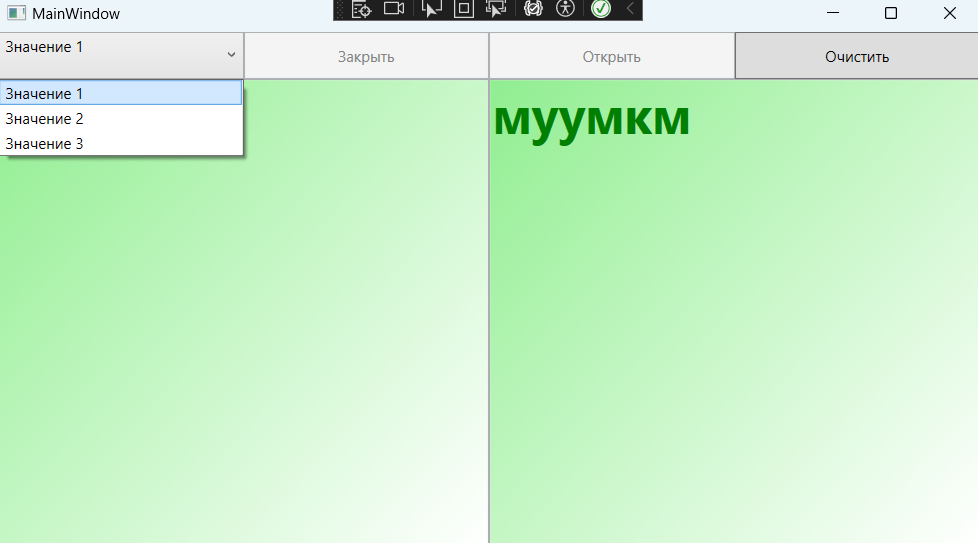 MainWindow
Значение 1
Закрыть
Открыть
Очистить
Значение 1
Значение 2
Значение 3
муумкм